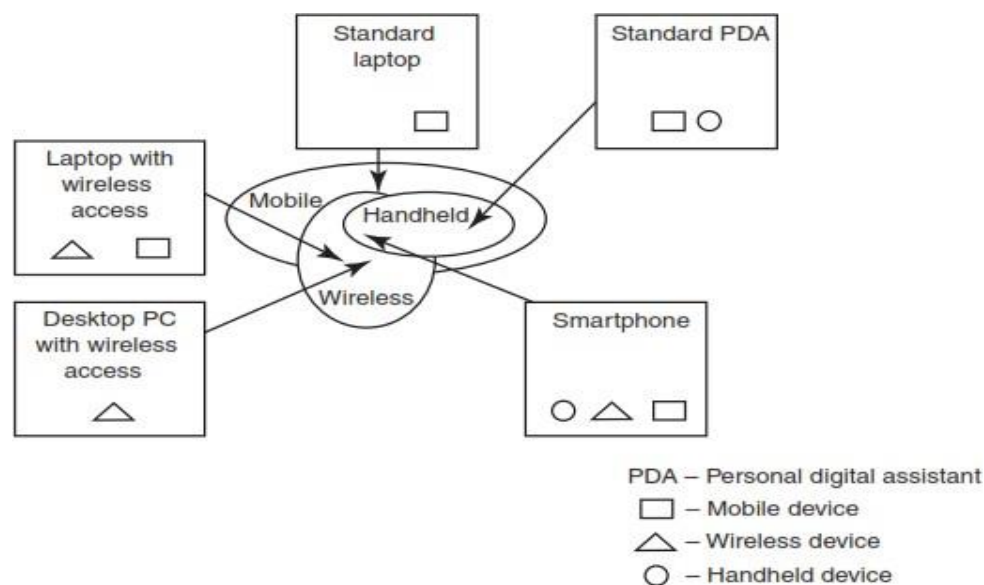 Standard
laptop
Standard PDA
Laptop with
wireless
access
Mobile
Handheld
Wireless
Desktop PC
with wireless
access
Smartphone
PDA – Personal digital assistant
– Mobile device
– Wireless device
– Handheld device